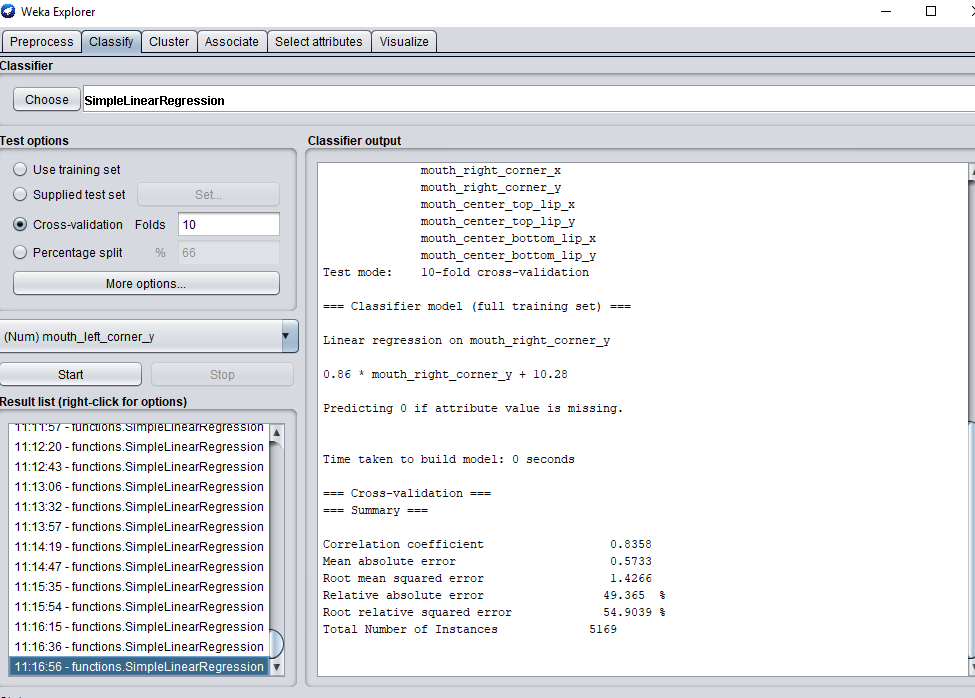 Weka Explorer
Preprocess Classify Cluster Associate Select attributes Visualize
Classifier
Choose SimpleLinearRegression
Test options
Use training set
Supplied test set Set...
Cross-validation Folds 10
Percentage split % 66
More options...
(Num) mouth_left_corner_y
Start Stop
Result list (right-click for options)
11:11:57 - functions.SimpleLinearRegression
11:12:20 - functions.SimpleLinearRegression
11:12:43 - functions.SimpleLinearRegression
11:13:06 - functions.SimpleLinearRegression
11:13:32 - functions.SimpleLinearRegression
11:13:57 - functions.SimpleLinearRegression
11:14:19 - functions.SimpleLinearRegression
11:14:47 - functions.SimpleLinearRegression
11:15:35 - functions.SimpleLinearRegression
11:15:54 - functions.SimpleLinearRegression
11:16:15 - functions.SimpleLinearRegression
11:16:36 - functions.SimpleLinearRegression
11:16:56 - functions.SimpleLinearRegression
Classifier output
mouth_right_corner_x
mouth_right_corner_y
mouth_center_top_lip_x
mouth_center_top_lip_y
mouth_center_bottom_lip_x
mouth_center_bottom_lip_y
Test mode: 10-fold cross-validation
=== Classifier model (full training set) ===
Linear regression on mouth_right_corner_y
0.86 * mouth_right_corner_y + 10.28
Predicting 0 if attribute value is missing.
Time taken to build model: 0 seconds
=== Cross-validation ===
=== Summary ===
Correlation coefficient 0.8358
Mean absolute error 0.5733
Root mean squared error 1.4266
Relative absolute error 49.365 %
Root relative squared error 54.9039 %
Total Number of Instances 5169